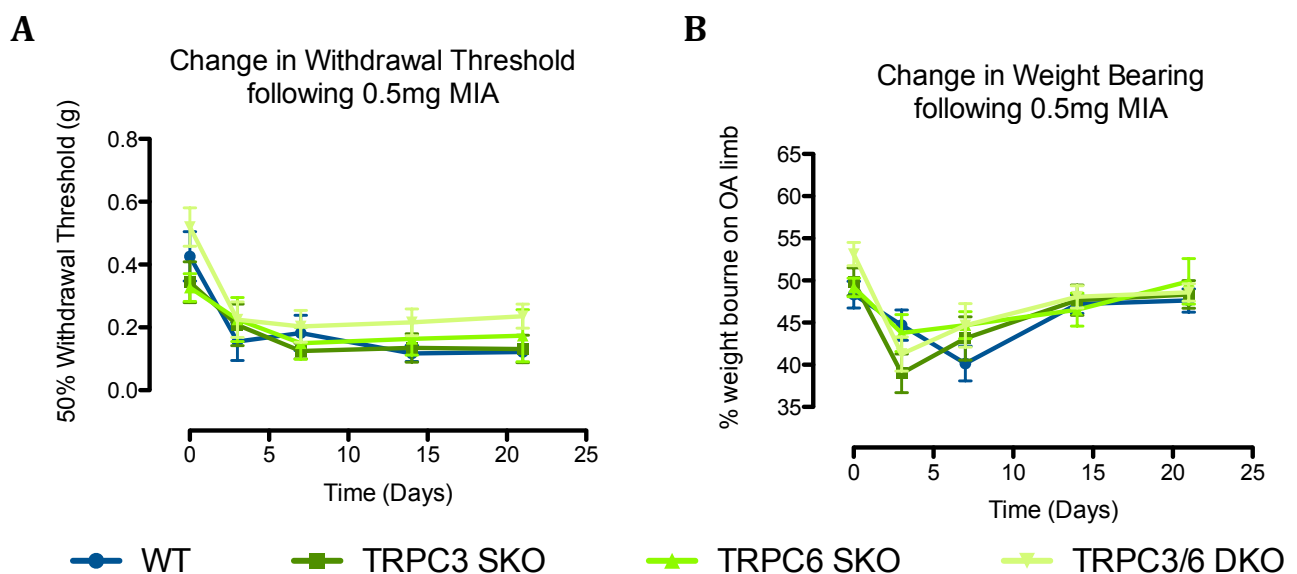 A
Change in Withdrawal Threshold
following 0.5mg MIA
50% Withdrawal Threshold (g)
0.8
0.6
0.4
0.2
0.0
0 5 10 15 20 25
Time (Days)
B
Change in Weight Bearing
following 0.5mg MIA
% weight bourne on OA limb
65
60
55
50
45
40
35
0 5 10 15 20 25
Time (Days)
WT TRPC3 SKO TRPC6 SKO TRPC3/6 DKO